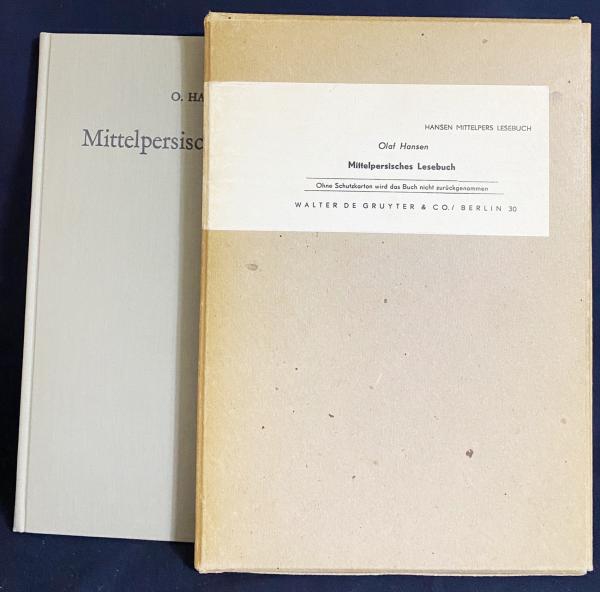 O. HA
Mittelpersisc
HANSEN MITTELPERS LESEBUCH
Olaf Hansen
Mittelpersisches Lesebuch
Ohne Schutzkarton wird das Buch nicht zurückgenommen
WALTER DE GRUYTER & CO./ BERLIN 30